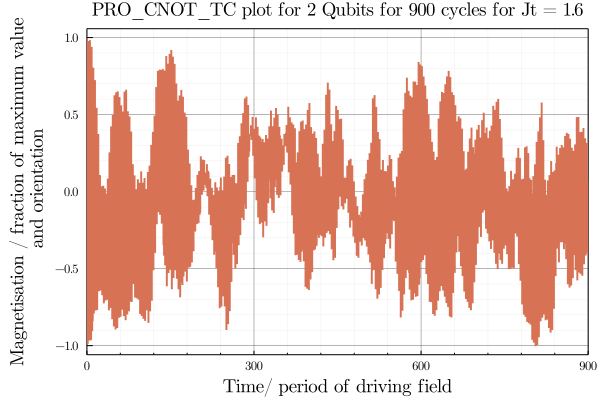 PRO_CNOT_TC plot for 2 Qubits for 900 cycles for Jt = 1.6
Magnetisation / fraction of maximum value
and orientation
1.0
0.5
0.0
−0.5
−1.0
0
300
600
900
Time/ period of driving field